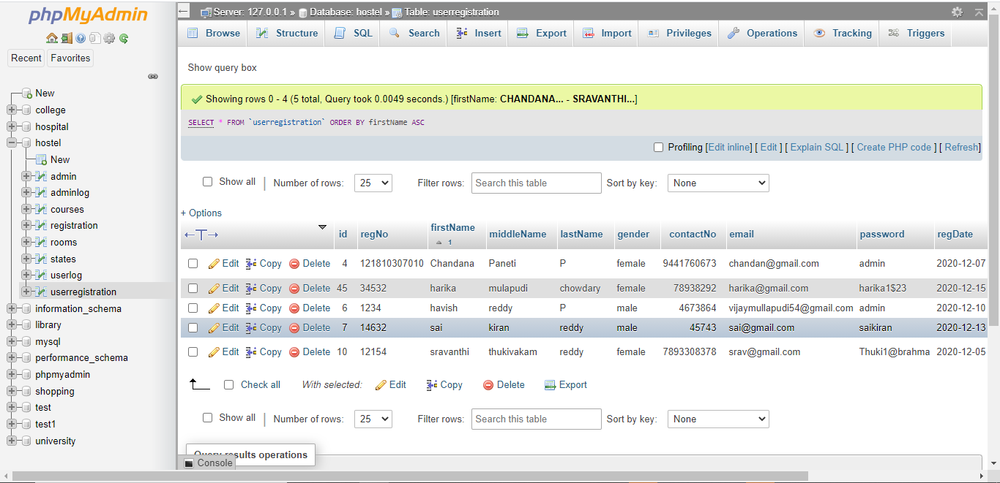 phpMyAdmin
Recent Favorites
New
college
hospital
hostel
New
admin
adminlog
courses
registration
rooms
states
userlog
userregistration
information_schema
library
mysql
performance_schema
phpmyadmin
shopping
test
test1
university
Server: 127.0.0.1 » Database: hostel » Table: userregistration
Browse Structure SQL Search Insert Export Import Privileges Operations Tracking Triggers
Show query box
Showing rows 0 - 4 (5 total, Query took 0.0049 seconds.) [firstName: CHANDANA... - SRAVANTHI...]
SELECT * FROM `userregistration` ORDER BY firstName ASC
Profiling [Edit inline] [ Edit ] [ Explain SQL ] [ Create PHP code ] [ Refresh]
Show all | Number of rows: 25 Filter rows: Search this table Sort by key: None
+ Options
←T→ id regNo firstName 1 middleName lastName gender contactNo email password regDate
Edit Copy Delete 4 121810307010 Chandana Paneti P female 9441760673 chandan@gmail.com admin 2020-12-07
Edit Copy Delete 45 34532 harika mulapudi chowdary female 78938292 harika@gmail.com harika1$23 2020-12-15
Edit Copy Delete 6 1234 havish reddy P male 4673864 vijaymullapudi54@gmail.com admin 2020-12-10
Edit Copy Delete 7 14632 sai kiran reddy male 45743 sai@gmail.com saikiran 2020-12-13
Edit Copy Delete 10 12154 sravanthi thukivakam reddy female 7893308378 srav@gmail.com Thuki1@brahma 2020-12-05
Check all With selected: Edit Copy Delete Export
Show all | Number of rows: 25 Filter rows: Search this table Sort by key: None
Query results operations
Console